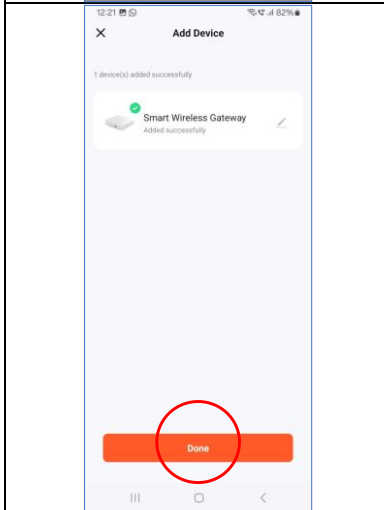 12:21 82%
Add Device
1 device(s) added successfully
Smart Wireless Gateway
Added successfully
Done